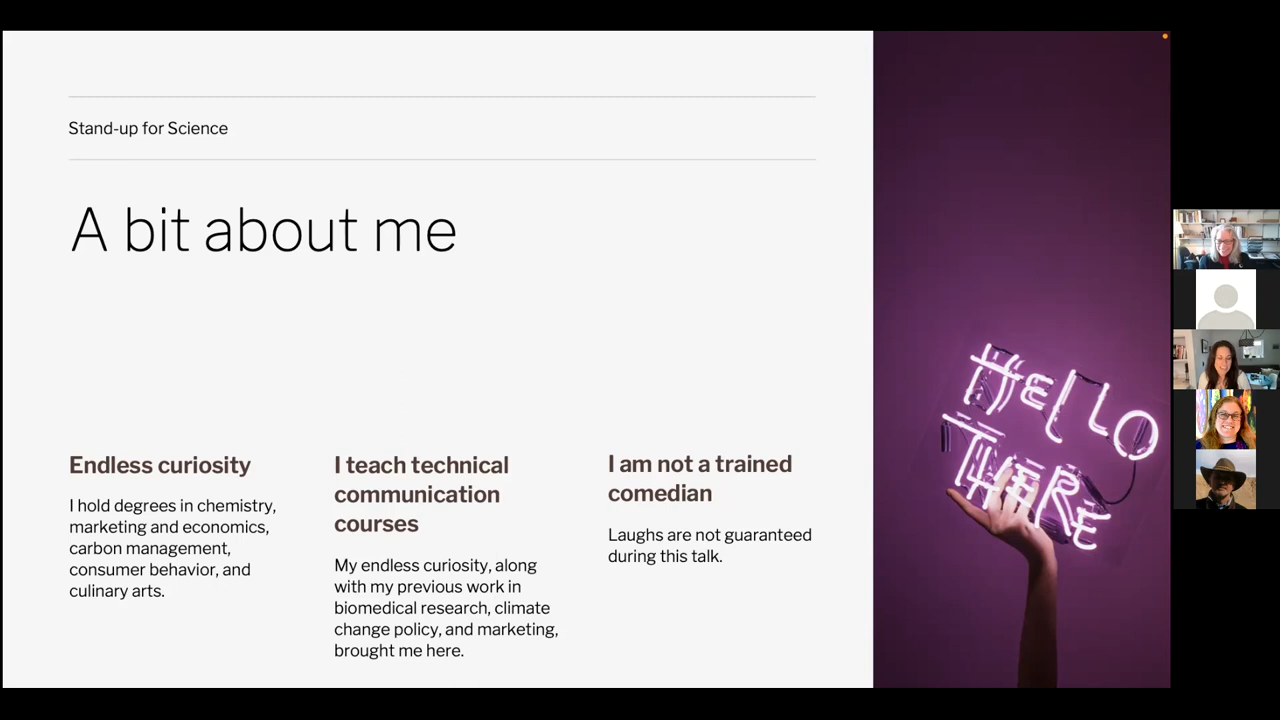 Stand-up for Science
A bit about me
Endless curiosity
I hold degrees in chemistry,
marketing and economics,
carbon management,
consumer behavior, and
culinary arts.
I teach technical
communication
courses
My endless curiosity, along
with my previous work in
biomedical research, climate
change policy, and marketing,
brought me here.
I am not a trained
comedian
Laughs are not guaranteed
during this talk.
HELLO
THERE